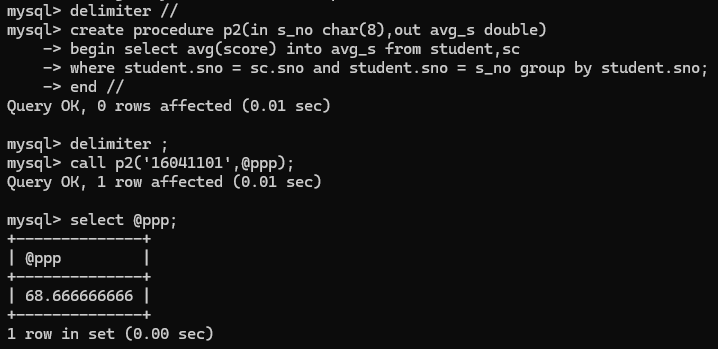 mysql> delimiter //
mysql> create procedure p2(in s_no char(8),out avg_s double)
    -> begin select avg(score) into avg_s from student,sc
    -> where student.sno = sc.sno and student.sno = s_no group by student.sno;
    -> end //
Query OK, 0 rows affected (0.01 sec)

mysql> delimiter ;
mysql> call p2('16041101',@ppp);
Query OK, 1 row affected (0.01 sec)

mysql> select @ppp;
+--------------+
| @ppp         |
+--------------+
| 68.666666666 |
+--------------+
1 row in set (0.00 sec)